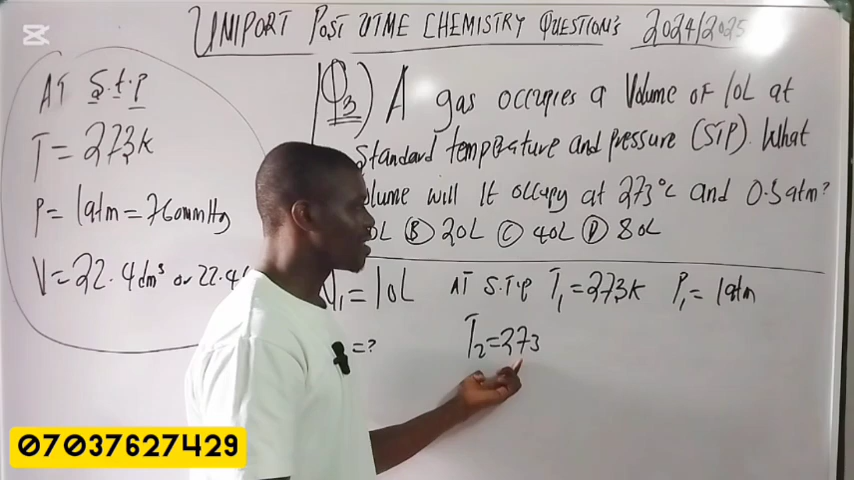 UNIPORT POST UTME CHEMISTRY QUESTION'S 2024/2025
AT S.t.p
T = 273K
P = 1atm = 760mmHg
V = 22.4dm³ or 22.4
Q3) A gas occupies a Volume of 10L at
Standard temperature and pressure (STP). What
volume will it occupy at 273°C and 0.5atm?
0L (B) 20L (C) 40L (D) 80L
V₁ = 10L AT S.T.P T₁ = 273K P₁ = 1atm
= ? T₂ = 273
07037627429